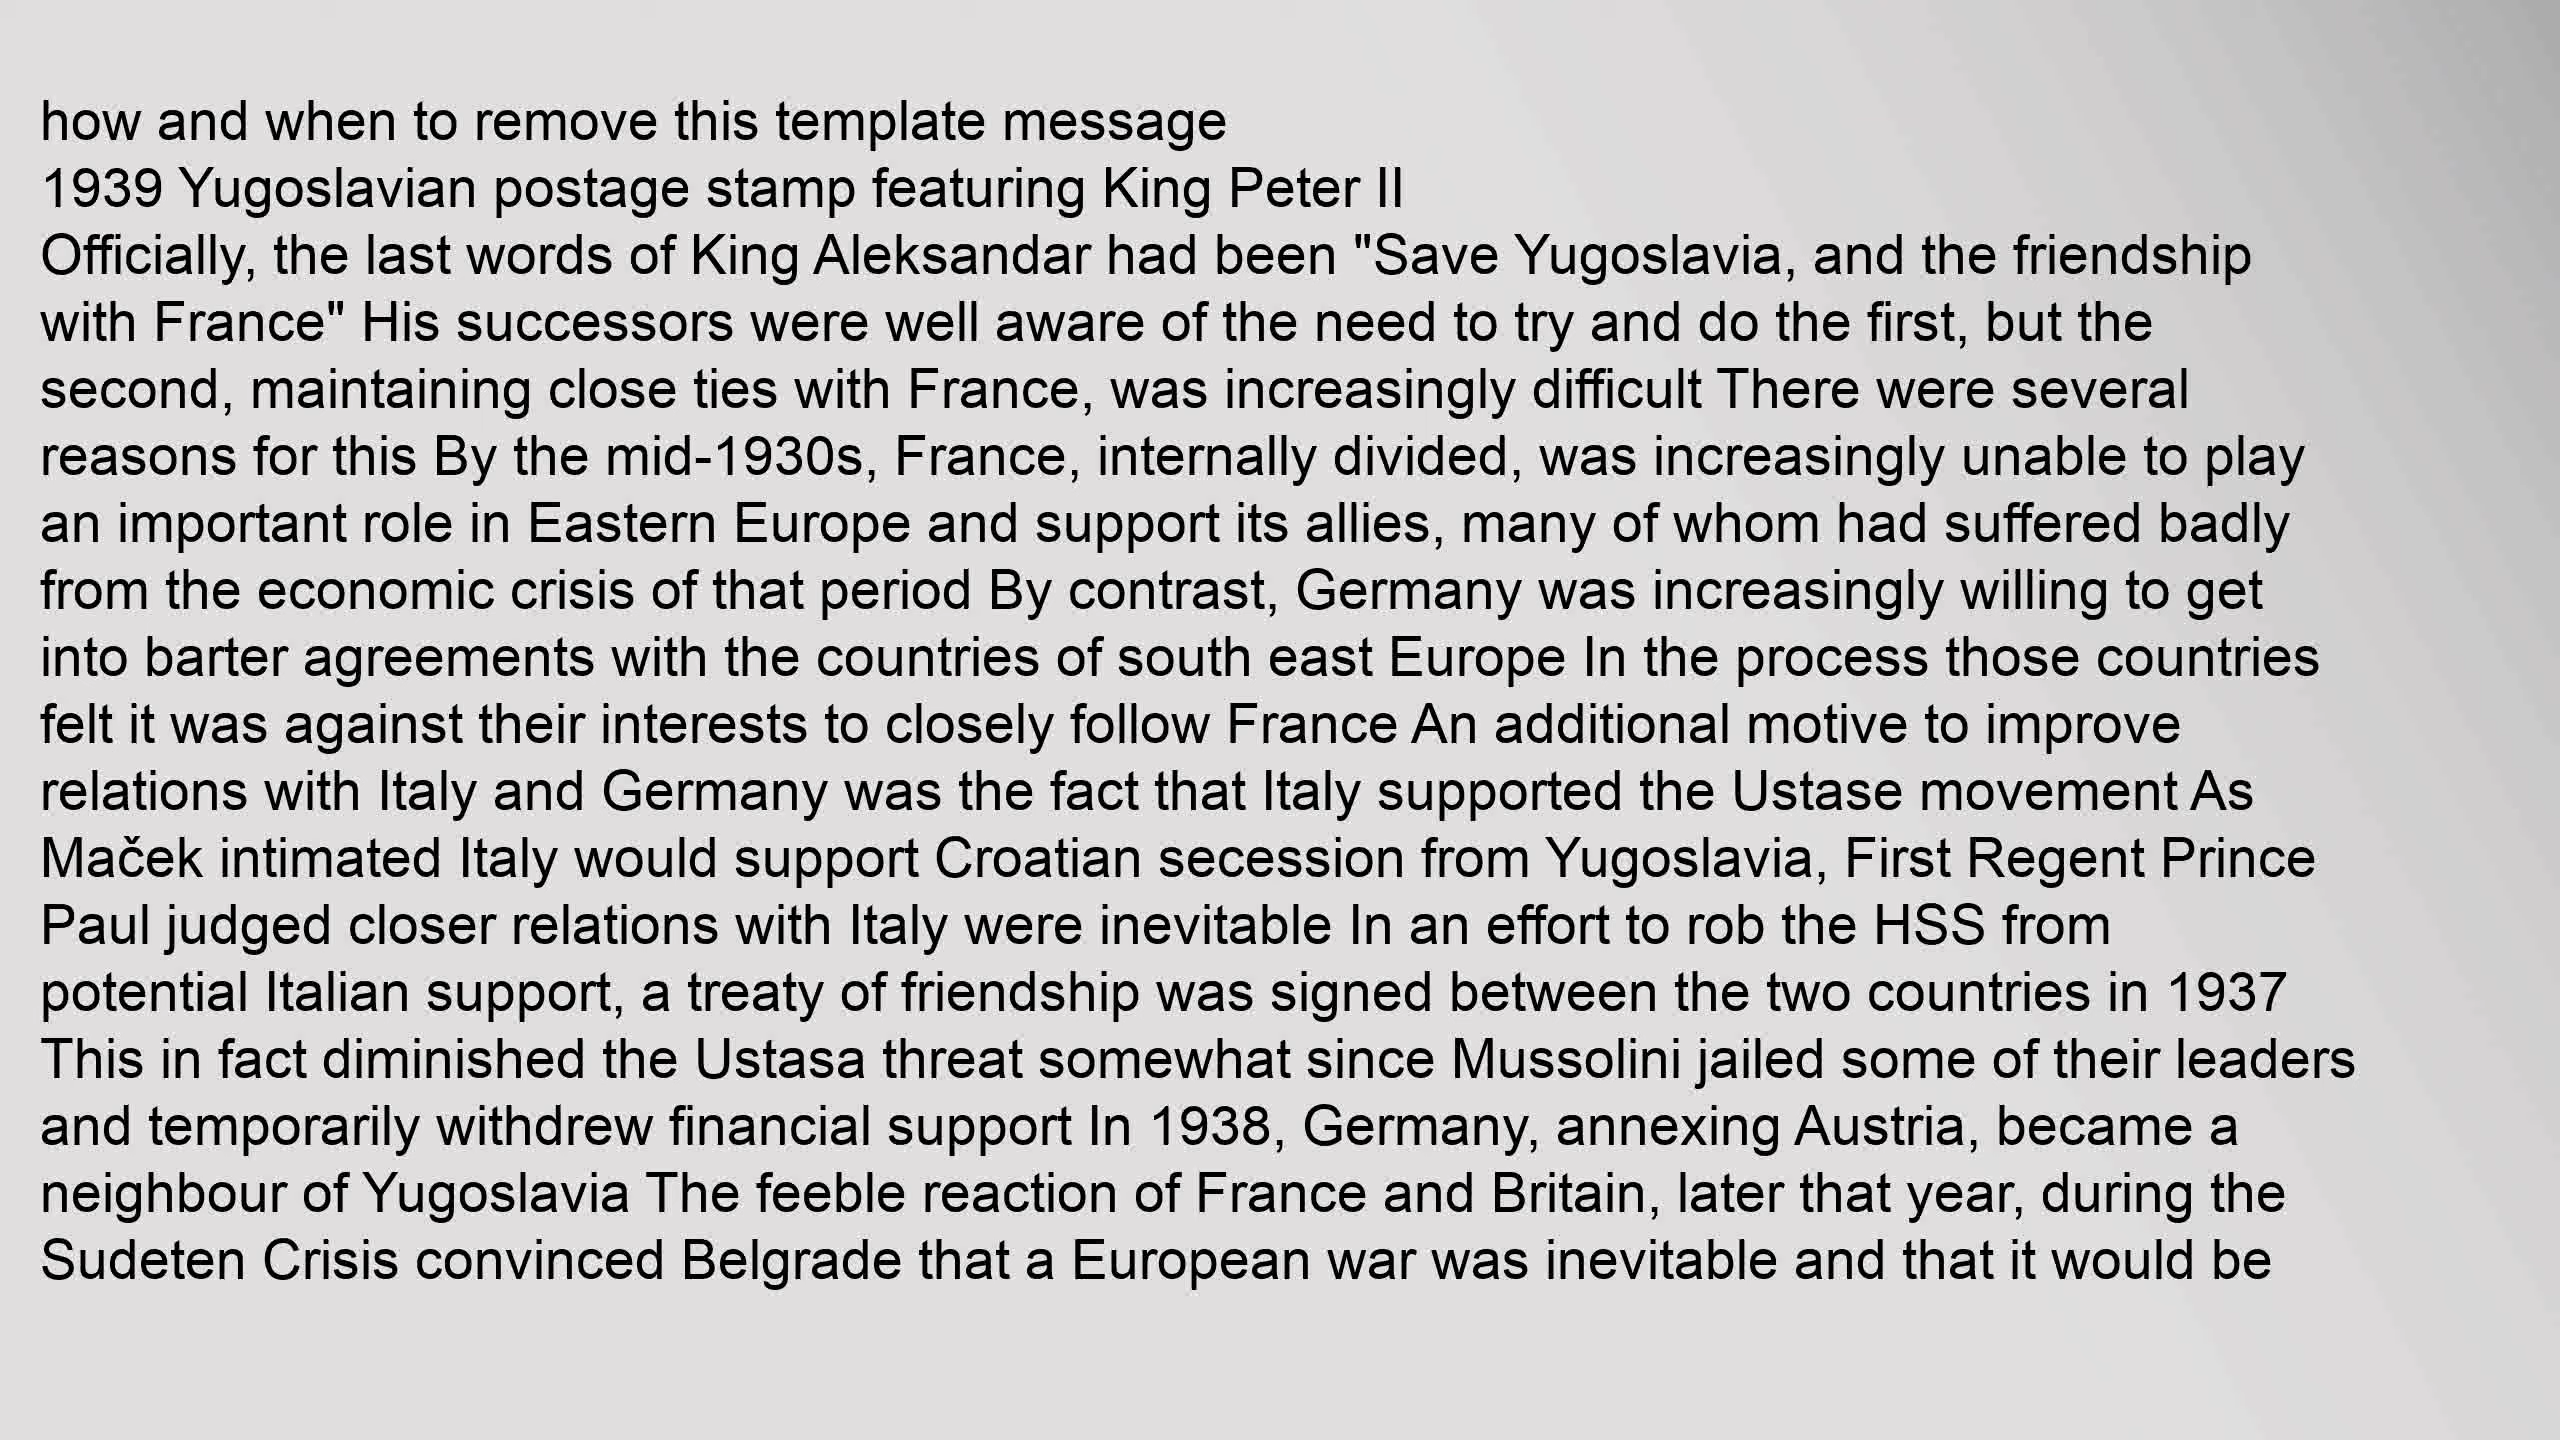 how and when to remove this template message
1939 Yugoslavian postage stamp featuring King Peter II
Officially, the last words of King Aleksandar had been "Save Yugoslavia, and the friendship
with France" His successors were well aware of the need to try and do the first, but the
second, maintaining close ties with France, was increasingly difficult There were several
reasons for this By the mid-1930s, France, internally divided, was increasingly unable to play
an important role in Eastern Europe and support its allies, many of whom had suffered badly
from the economic crisis of that period By contrast, Germany was increasingly willing to get
into barter agreements with the countries of south east Europe In the process those countries
felt it was against their interests to closely follow France An additional motive to improve
relations with Italy and Germany was the fact that Italy supported the Ustase movement As
Maček intimated Italy would support Croatian secession from Yugoslavia, First Regent Prince
Paul judged closer relations with Italy were inevitable In an effort to rob the HSS from
potential Italian support, a treaty of friendship was signed between the two countries in 1937
This in fact diminished the Ustasa threat somewhat since Mussolini jailed some of their leaders
and temporarily withdrew financial support In 1938, Germany, annexing Austria, became a
neighbour of Yugoslavia The feeble reaction of France and Britain, later that year, during the
Sudeten Crisis convinced Belgrade that a European war was inevitable and that it would be